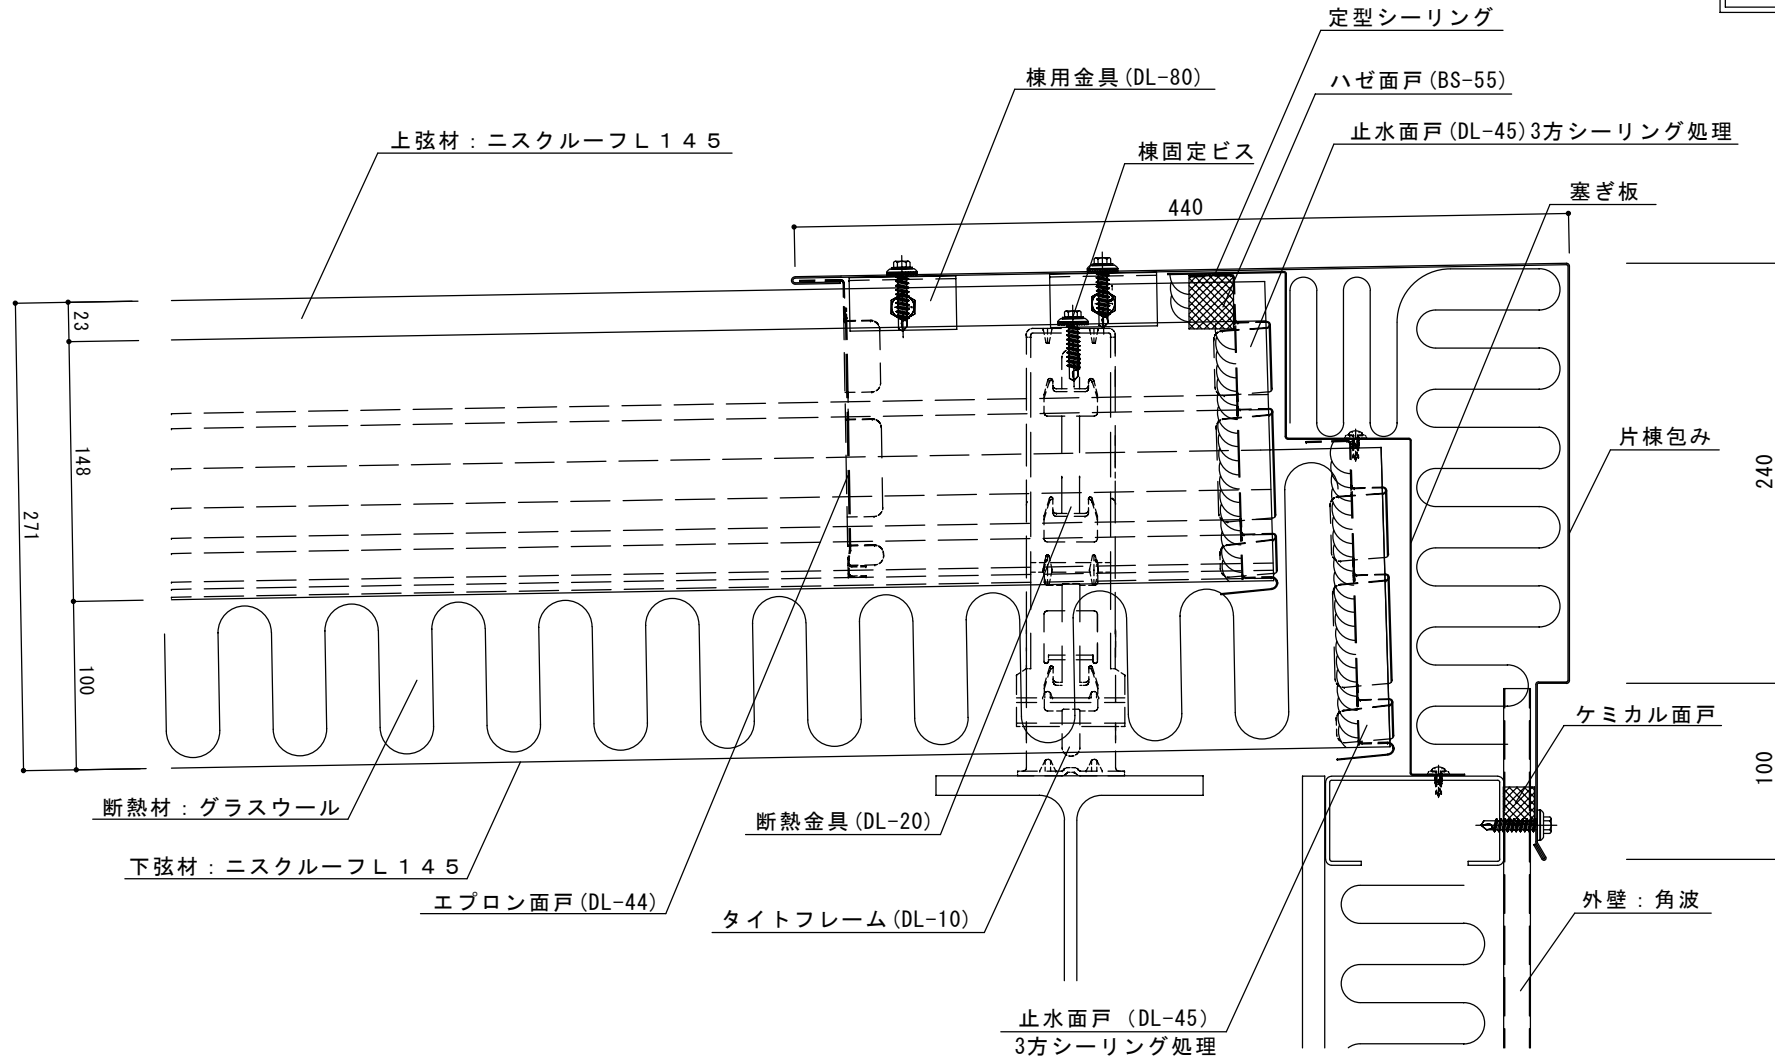 定型シーリング
棟用金具(DL-80)
ハゼ面戸(BS-55)
上弦材：ニスクルーフＬ１４５
棟固定ビス
止水面戸(DL-45)3方シーリング処理
塞ぎ板
440
23
148
271
100
片棟包み
240
100
ケミカル面戸
断熱材：グラスウール
断熱金具(DL-20)
下弦材：ニスクルーフＬ１４５
エプロン面戸(DL-44)
タイトフレーム(DL-10)
外壁：角波
止水面戸 (DL-45)
3方シーリング処理